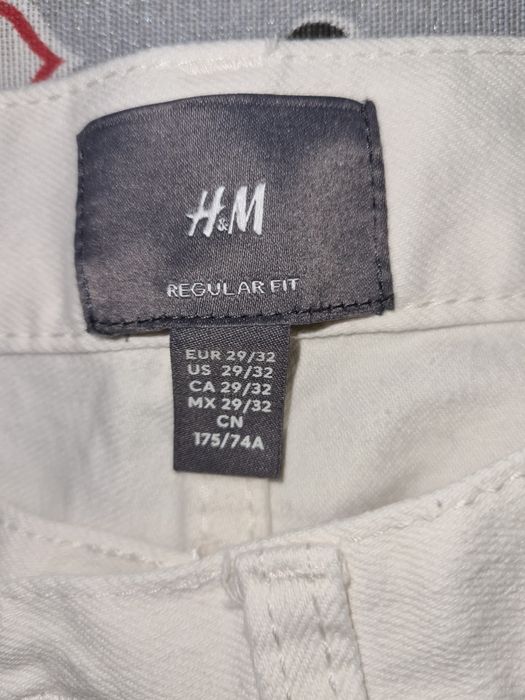 H&M
REGULAR FIT
EUR 29/32
US 29/32
CA 29/32
MX 29/32
CN
175/74A